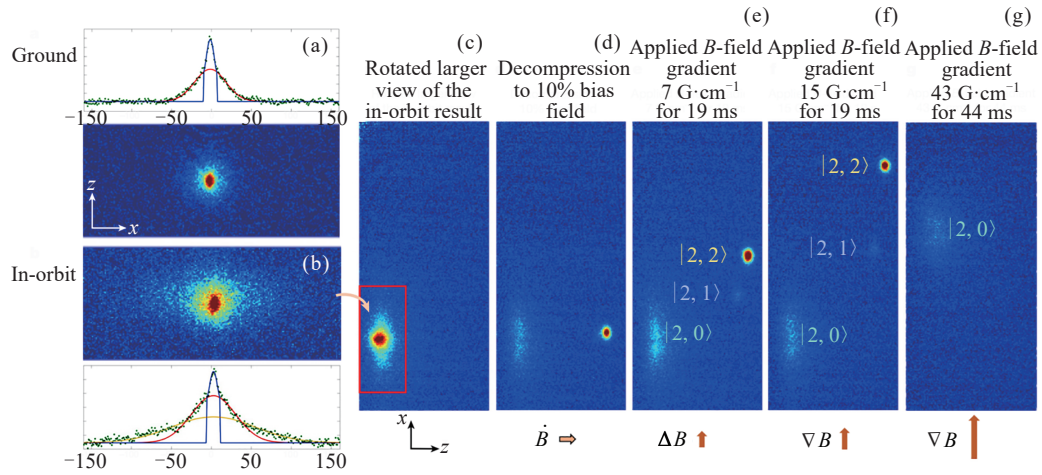 Ground
(a)
−150
−50
0
50
150
z
x
In-orbit
(b)
−150
−50
0
50
150
(c)
Rotated larger
view of the
in-orbit result
x
z
(d)
Decompression
to 10% bias
field
Ḃ
(e)
Applied B-field
gradient
7 G·cm⁻¹
for 19 ms
|2, 2⟩
|2, 1⟩
|2, 0⟩
ΔB
(f)
Applied B-field
gradient
15 G·cm⁻¹
for 19 ms
|2, 2⟩
|2, 1⟩
|2, 0⟩
∇B
(g)
Applied B-field
gradient
43 G·cm⁻¹
for 44 ms
|2, 0⟩
∇B